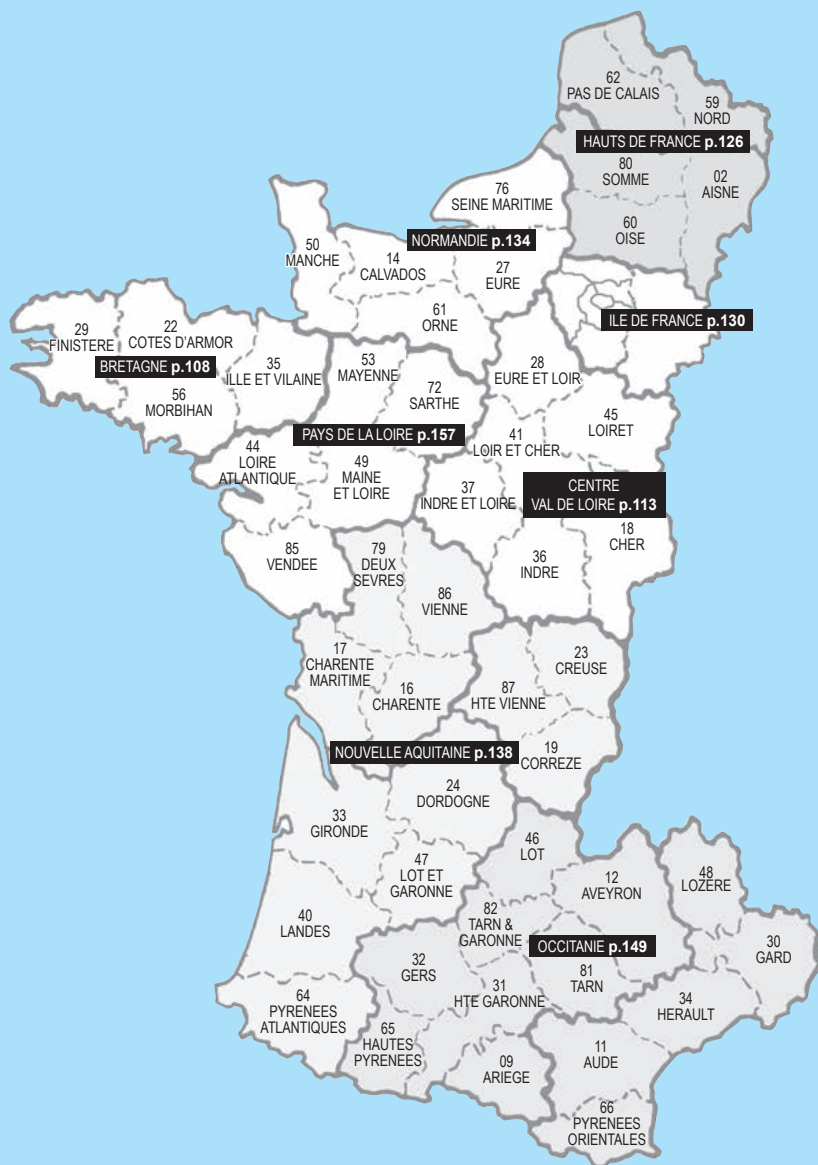 62
PAS DE CALAIS
59
NORD
HAUTS DE FRANCE p.126
80
SOMME
02
AISNE
60
OISE
76
SEINE MARITIME
50
MANCHE
NORMANDIE p.134
14
CALVADOS
27
EURE
61
ORNE
ILE DE FRANCE p.130
29
FINISTERE
22
COTES D'ARMOR
BRETAGNE p.108
35
ILLE ET VILAINE
56
MORBIHAN
53
MAYENNE
72
SARTHE
28
EURE ET LOIR
45
LOIRET
PAYS DE LA LOIRE p.157
41
LOIR ET CHER
44
LOIRE
ATLANTIQUE
49
MAINE
ET LOIRE
37
INDRE ET LOIRE
CENTRE
VAL DE LOIRE p.113
18
CHER
85
VENDEE
79
DEUX
SEVRES
36
INDRE
86
VIENNE
17
CHARENTE
MARITIME
16
CHARENTE
23
CREUSE
87
HTE VIENNE
NOUVELLE AQUITAINE p.138
19
CORREZE
24
DORDOGNE
33
GIRONDE
46
LOT
47
LOT ET
GARONNE
12
AVEYRON
48
LOZERE
40
LANDES
82
TARN &
GARONNE
OCCITANIE p.149
30
GARD
32
GERS
81
TARN
31
HTE GARONNE
34
HERAULT
64
PYRENEES
ATLANTIQUES
65
HAUTES
PYRENEES
09
ARIEGE
11
AUDE
66
PYRENEES
ORIENTALES